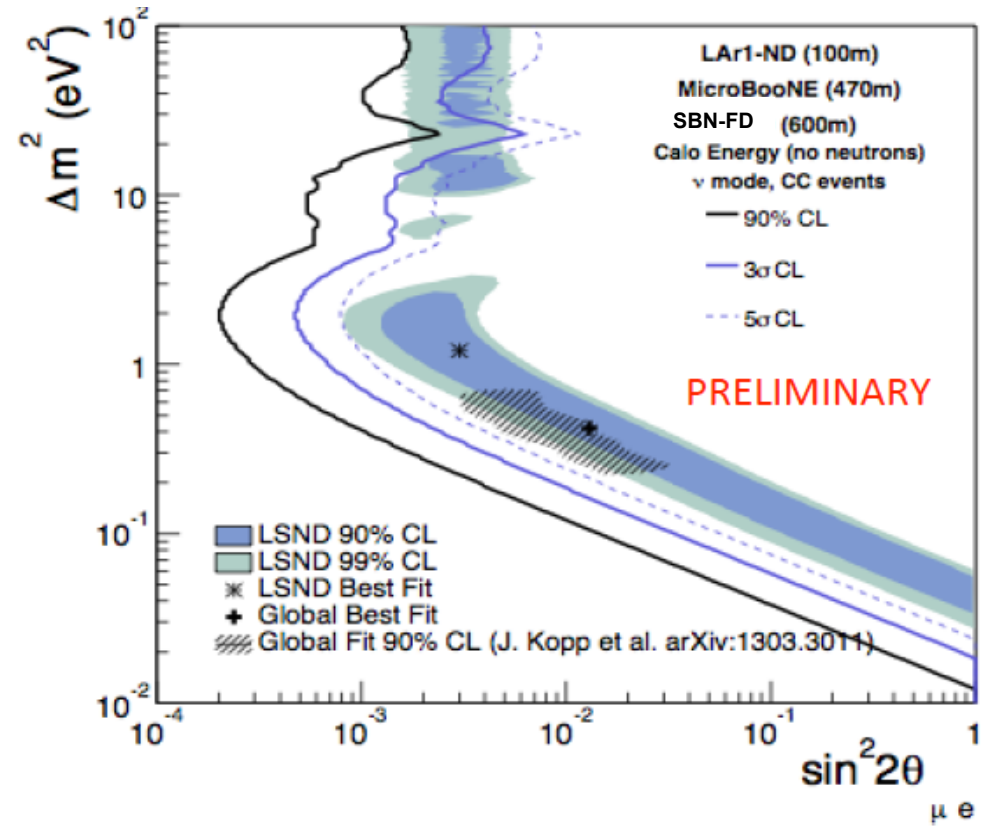 Δm² (eV²)
10²
10
1
10⁻¹
10⁻²
LAr1-ND (100m)
MicroBooNE (470m)
SBN-FD (600m)
Calo Energy (no neutrons)
ν mode, CC events
90% CL
3σ CL
5σ CL
PRELIMINARY
LSND 90% CL
LSND 99% CL
LSND Best Fit
Global Best Fit
Global Fit 90% CL (J. Kopp et al. arXiv:1303.3011)
10⁻⁴ 10⁻³ 10⁻² 10⁻¹ 1
sin²2θ
μ e